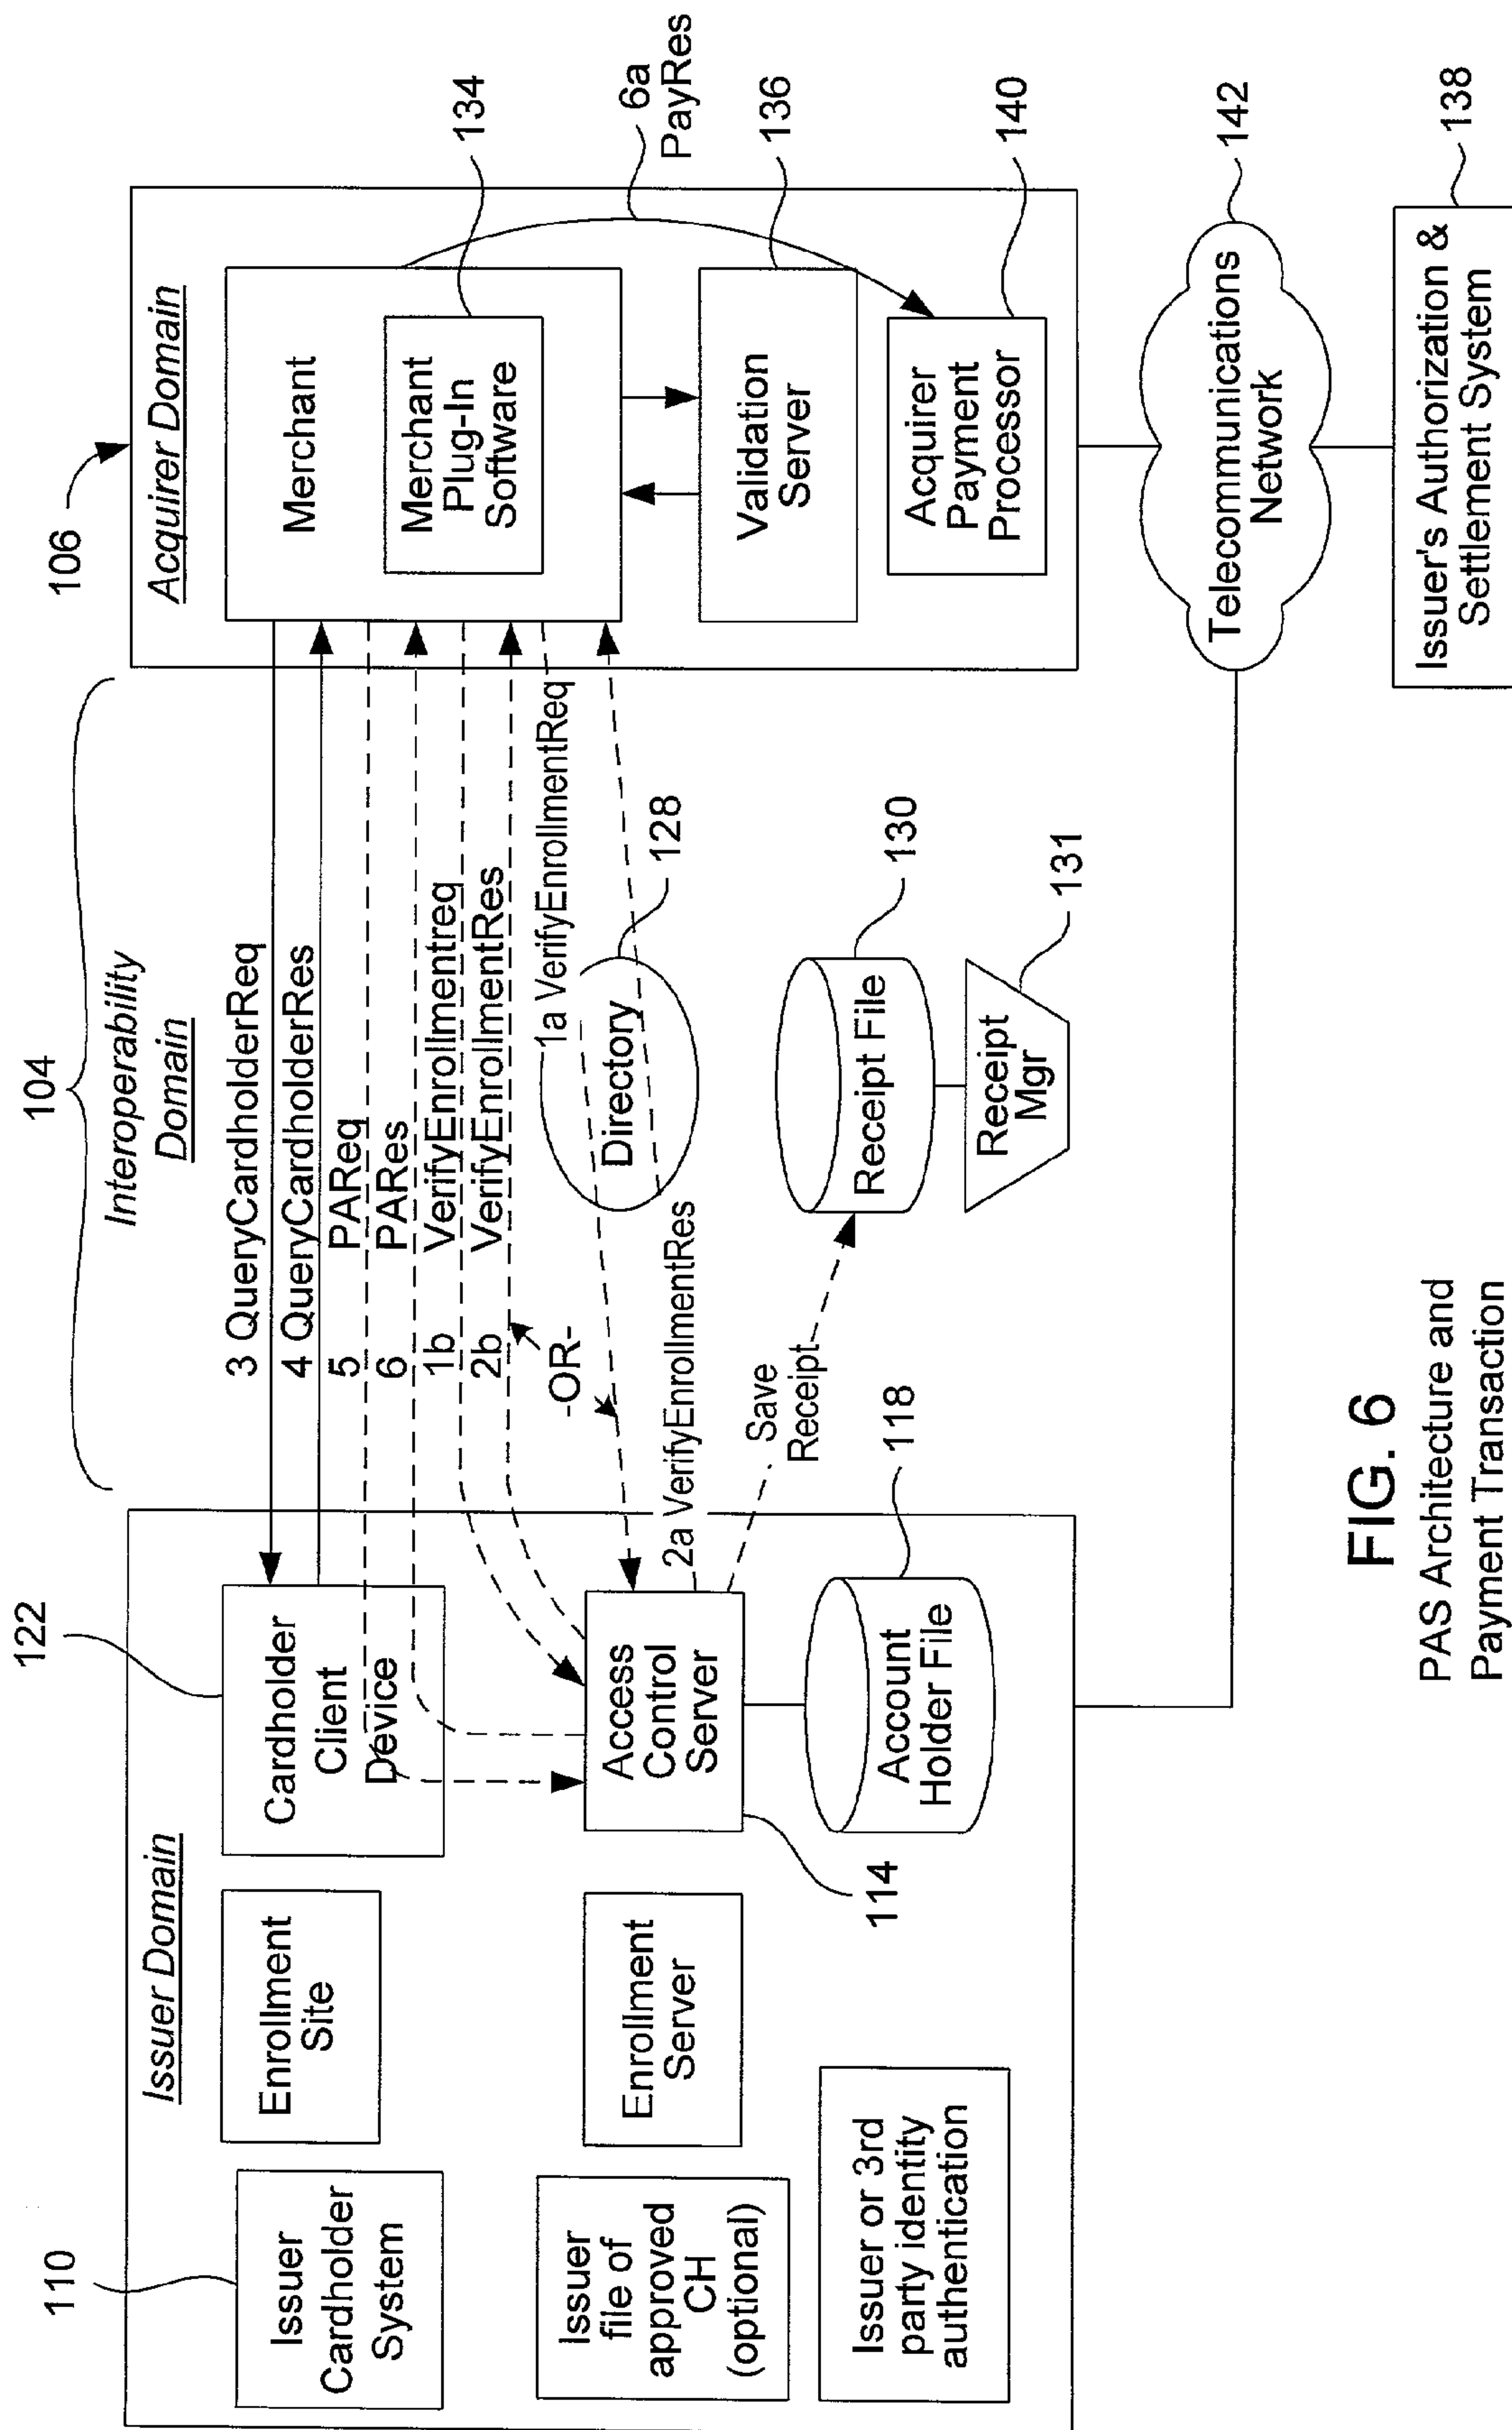 104
Interoperability
Domain
106
122
110
Issuer Domain
Issuer
Cardholder
System
Enrollment
Site
Cardholder
Client
Device
Issuer
file of
approved
CH
(optional)
Enrollment
Server
Access
Control
Server
114
Issuer or 3rd
party identity
authentication
Account
Holder File
118
3 QueryCardholderReq
4 QueryCardholderRes
5 PAReq
6 PARes
1b VerifyEnrollmentreq
2b VerifyEnrollmentRes
-OR-
1a VerifyEnrollmentReq
Directory
128
2a VerifyEnrollmentRes
Save
Receipt
Receipt File
130
Receipt
Mgr
131
Acquirer Domain
Merchant
Merchant
Plug-In
Software
134
6a
PayRes
Validation
Server
136
Acquirer
Payment
Processor
140
Telecommunications
Network
142
Issuer's Authorization &
Settlement System
138
FIG. 6
PAS Architecture and
Payment Transaction